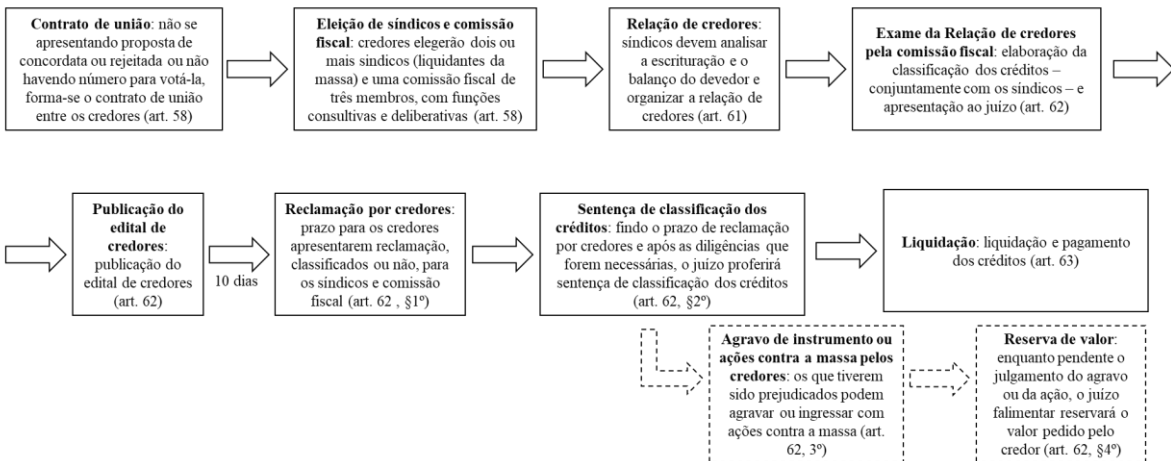 Contrato de união: não se
apresentando proposta de
concordata ou rejeitada ou não
havendo número para votá-la,
forma-se o contrato de união
entre os credores (art. 58)
Eleição de síndicos e comissão
fiscal: credores elegerão dois ou
mais síndicos (liquidantes da
massa) e uma comissão fiscal de
três membros, com funções
consultivas e deliberativas (art. 58)
Relação de credores:
síndicos devem analisar
a escrituração e o
balanço do devedor e
organizar a relação de
credores (art. 61)
Exame da Relação de credores
pela comissão fiscal: elaboração da
classificação dos créditos –
conjuntamente com os síndicos – e
apresentação ao juízo (art. 62)
Publicação do
edital de
credores:
publicação do
edital de credores
(art. 62)
10 dias
Reclamação por credores:
prazo para os credores
apresentarem reclamação,
classificados ou não, para
os síndicos e comissão
fiscal (art. 62 , §1º)
Sentença de classificação dos
créditos: findo o prazo de reclamação
por credores e após as diligências que
forem necessárias, o juízo proferirá
sentença de classificação dos créditos
(art. 62, §2º)
Liquidação: liquidação e pagamento
dos créditos (art. 63)
Agravo de instrumento ou
ações contra a massa pelos
credores: os que tiverem
sido prejudicados podem
agravar ou ingressar com
ações contra a massa (art.
62, 3º)
Reserva de valor:
enquanto pendente o
julgamento do agravo
ou da ação, o juízo
falimentar reservará o
valor pedido pelo
credor (art. 62, §4º)